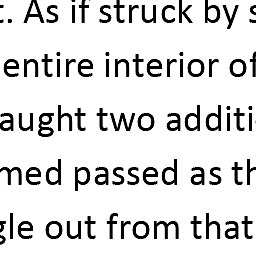 . As if struck by s
entire interior of
aught two additi
med passed as th
gle out from that